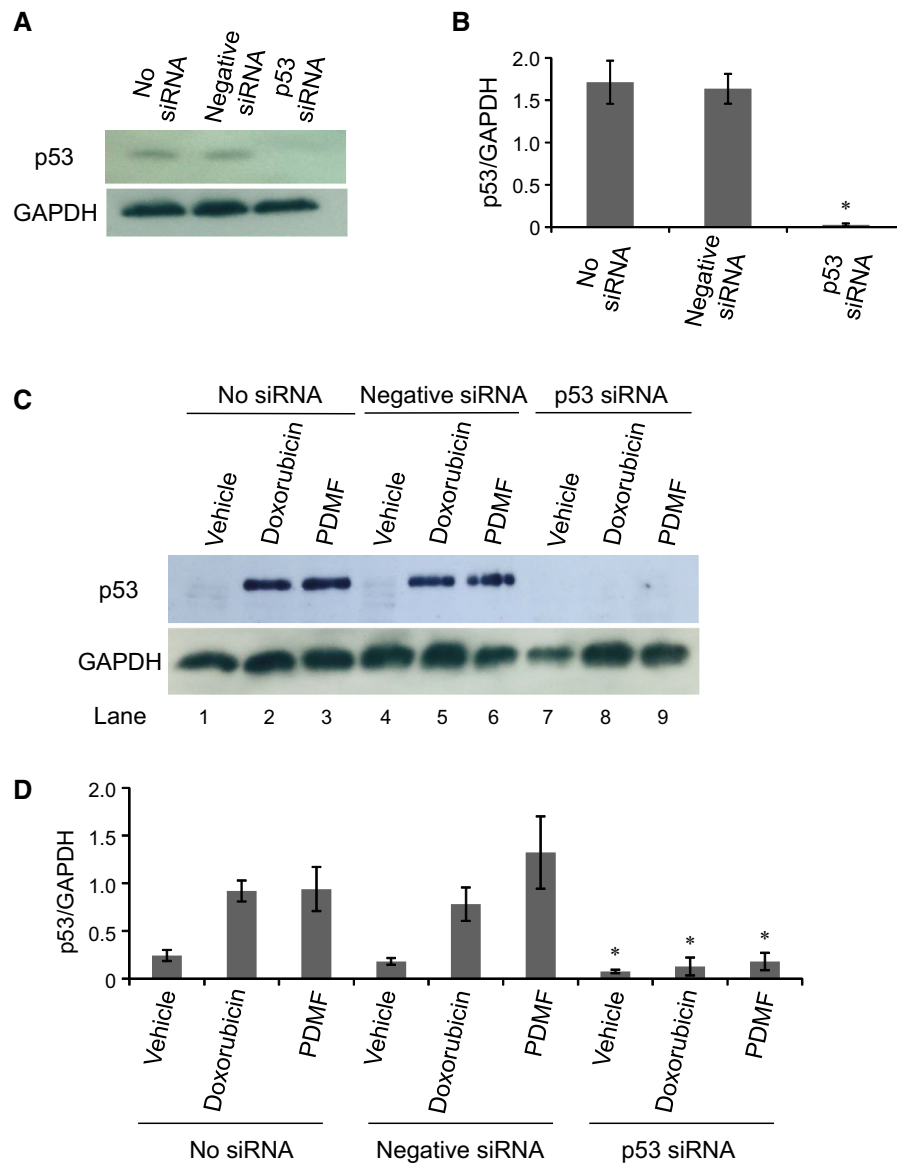 A
No siRNA
Negative siRNA
p53 siRNA
p53
GAPDH
B
p53/GAPDH
2.0
1.5
1.0
0.5
0
*
No siRNA
Negative siRNA
p53 siRNA
C
No siRNA Negative siRNA p53 siRNA
Vehicle Doxorubicin PDMF Vehicle Doxorubicin PDMF Vehicle Doxorubicin PDMF
p53
GAPDH
Lane 1 2 3 4 5 6 7 8 9
D
p53/GAPDH
2.0
1.5
1.0
0.5
0
* * *
Vehicle Doxorubicin PDMF Vehicle Doxorubicin PDMF Vehicle Doxorubicin PDMF
No siRNA Negative siRNA p53 siRNA